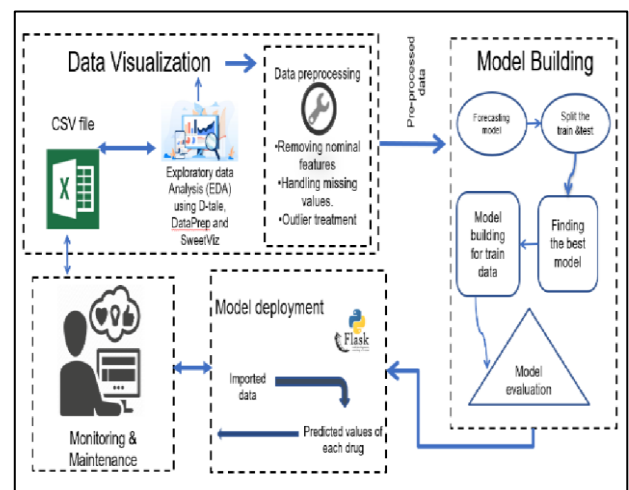 Data Visualization
CSV file
Exploratory data
Analysis (EDA)
using D-tale,
DataPrep and
SweetViz
Data preprocessing
•Removing nominal
features
•Handling missing
values.
•Outlier treatment
Pre-processed
data
Model Building
Forecasting
model
Split the
train &test
Finding
the best
model
Model
building
for train
data
Model
evaluation
Model deployment
Flask
Imported
data
Predicted values of
each drug
Monitoring &
Maintenance